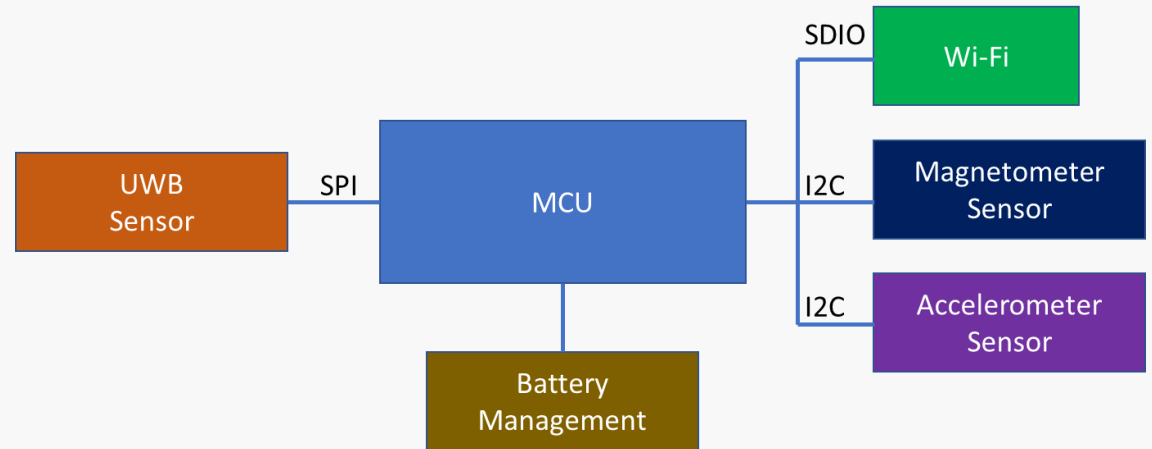 SDIO
Wi-Fi
UWB
Sensor
SPI
MCU
I2C
Magnetometer
Sensor
I2C
Accelerometer
Sensor
Battery
Management